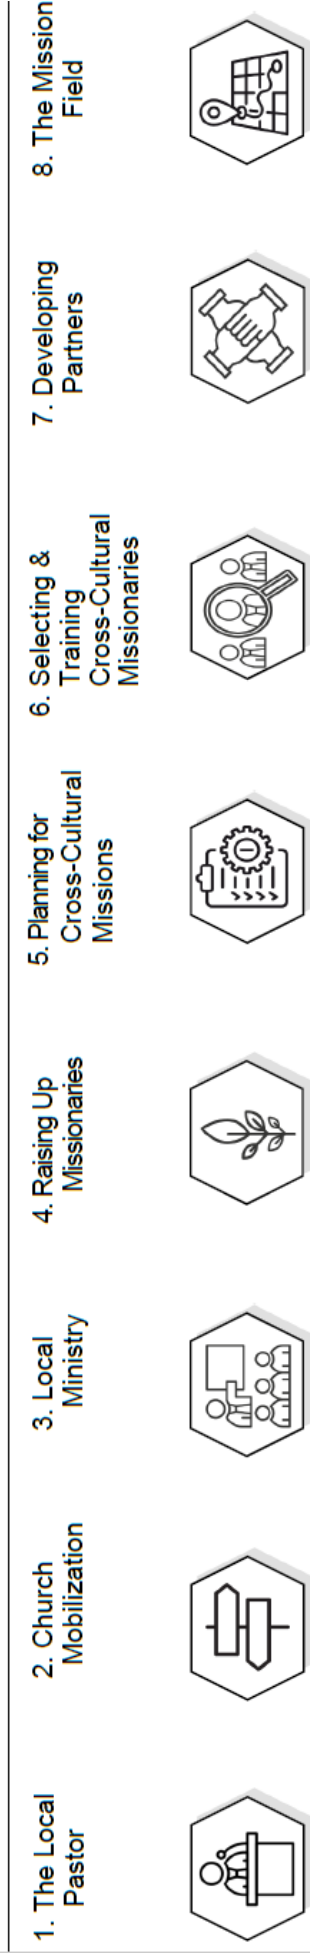 1. The Local
Pastor
2. Church
Mobilization
3. Local
Ministry
4. Raising Up
Missionaries
5. Planning for
Cross-Cultural
Missions
6. Selecting &
Training
Cross-Cultural
Missionaries
7. Developing
Partners
8. The Mission
Field